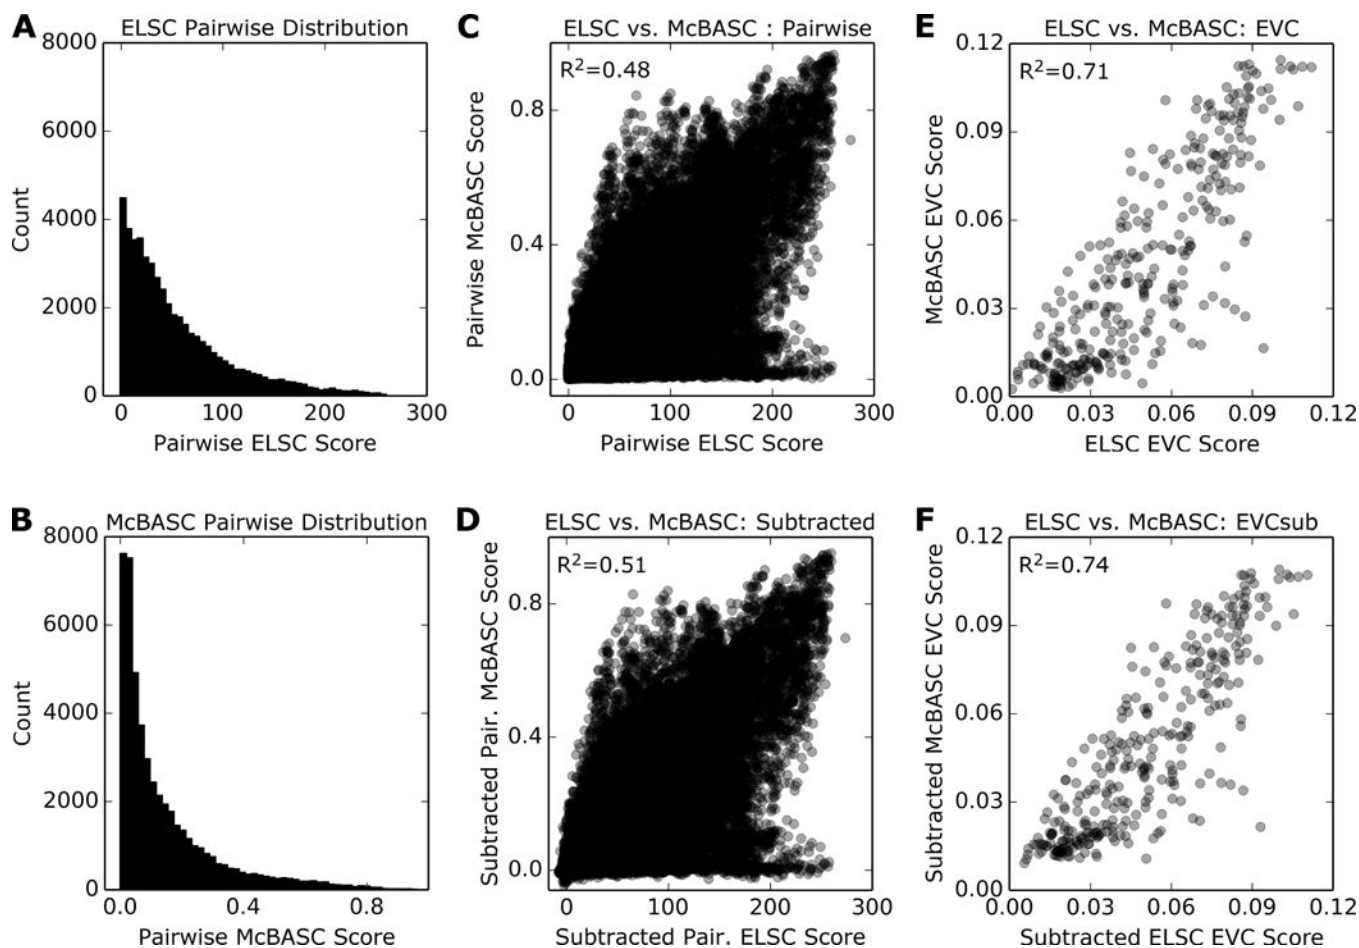 A
ELSC Pairwise Distribution
8000
6000
4000
2000
0
Count
0 100 200 300
Pairwise ELSC Score
C
ELSC vs. McBASC : Pairwise
R²=0.48
0.8
0.4
0.0
Pairwise McBASC Score
0 100 200 300
Pairwise ELSC Score
E
ELSC vs. McBASC: EVC
R²=0.71
0.12
0.09
0.06
0.03
0.00
McBASC EVC Score
0.00 0.03 0.06 0.09 0.12
ELSC EVC Score
B
McBASC Pairwise Distribution
8000
6000
4000
2000
0
Count
0.0 0.4 0.8
Pairwise McBASC Score
D
ELSC vs. McBASC: Subtracted
R²=0.51
0.8
0.4
0.0
Subtracted Pair. McBASC Score
0 100 200 300
Subtracted Pair. ELSC Score
F
ELSC vs. McBASC: EVCsub
R²=0.74
0.12
0.09
0.06
0.03
0.00
Subtracted McBASC EVC Score
0.00 0.03 0.06 0.09 0.12
Subtracted ELSC EVC Score